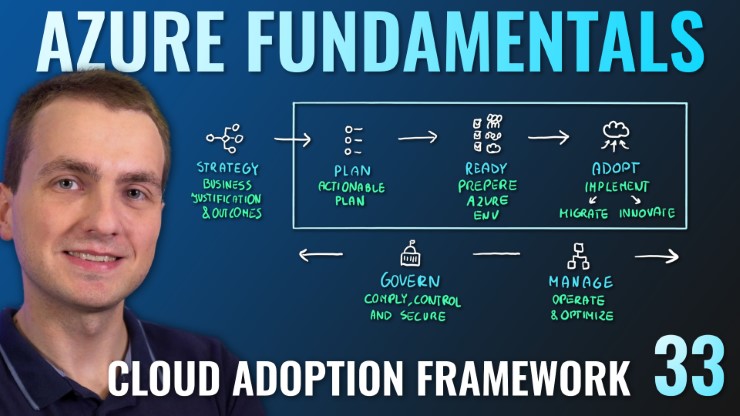 AZURE FUNDAMENTALS
STRATEGY
BUSINESS
JUSTIFICATION
& OUTCOMES
PLAN
ACTIONABLE
PLAN
READY
PREPERE
AZURE
ENV
ADOPT
IMPLEMENT
MIGRATE INNOVATE
GOVERN
COMPLY, CONTROL
AND SECURE
MANAGE
OPERATE
& OPTIMIZE
CLOUD ADOPTION FRAMEWORK 33